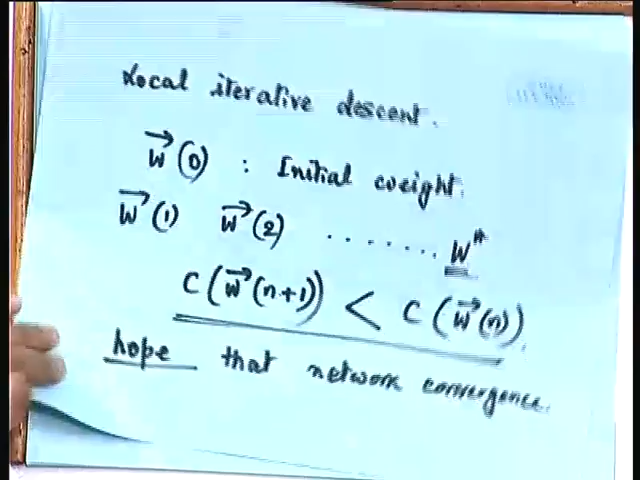 Local iterative descent.
w⃗(0) : Initial weight.
w⃗(1) w⃗(2) ....... w*
C(w⃗(n+1)) < C(w⃗(n)).
hope that network convergence.